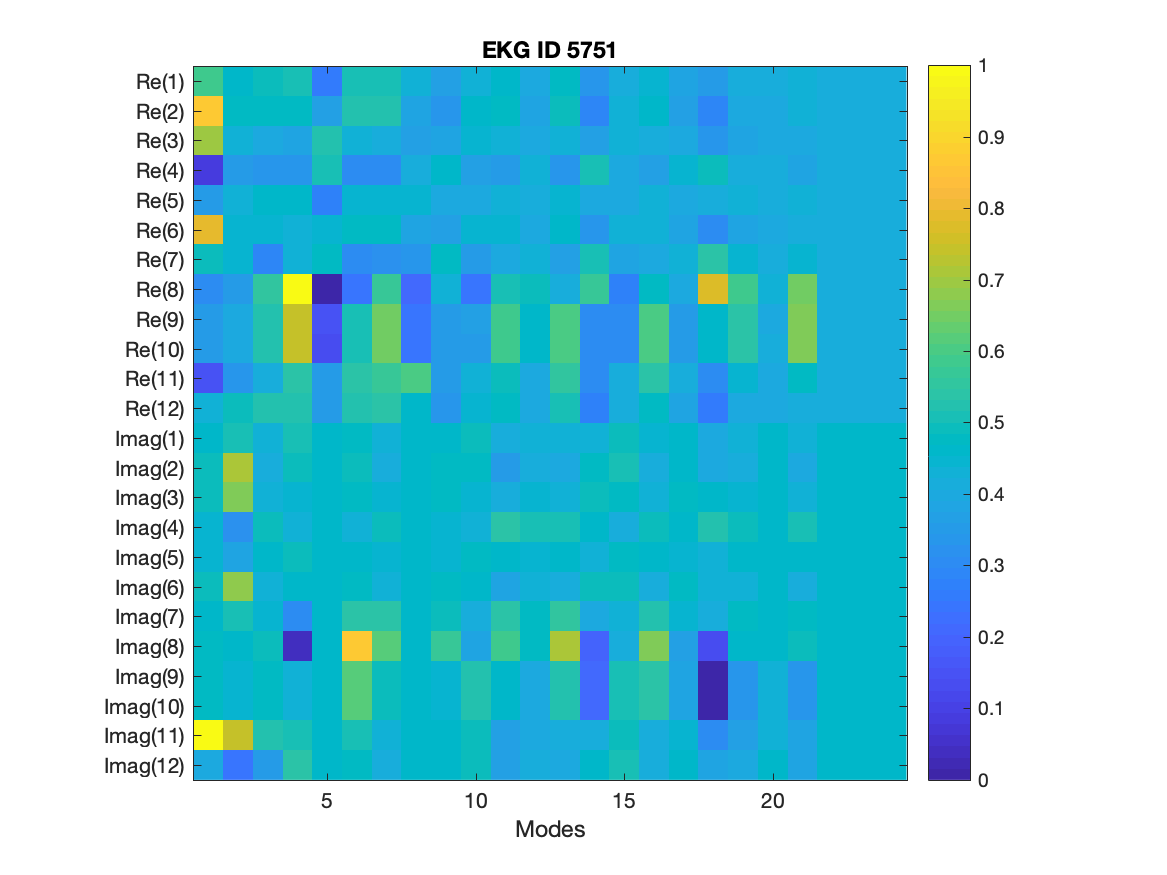 EKG ID 5751
Re(1)
Re(2)
Re(3)
Re(4)
Re(5)
Re(6)
Re(7)
Re(8)
Re(9)
Re(10)
Re(11)
Re(12)
Imag(1)
Imag(2)
Imag(3)
Imag(4)
Imag(5)
Imag(6)
Imag(7)
Imag(8)
Imag(9)
Imag(10)
Imag(11)
Imag(12)
5 10 15 20
Modes
1
0.9
0.8
0.7
0.6
0.5
0.4
0.3
0.2
0.1
0